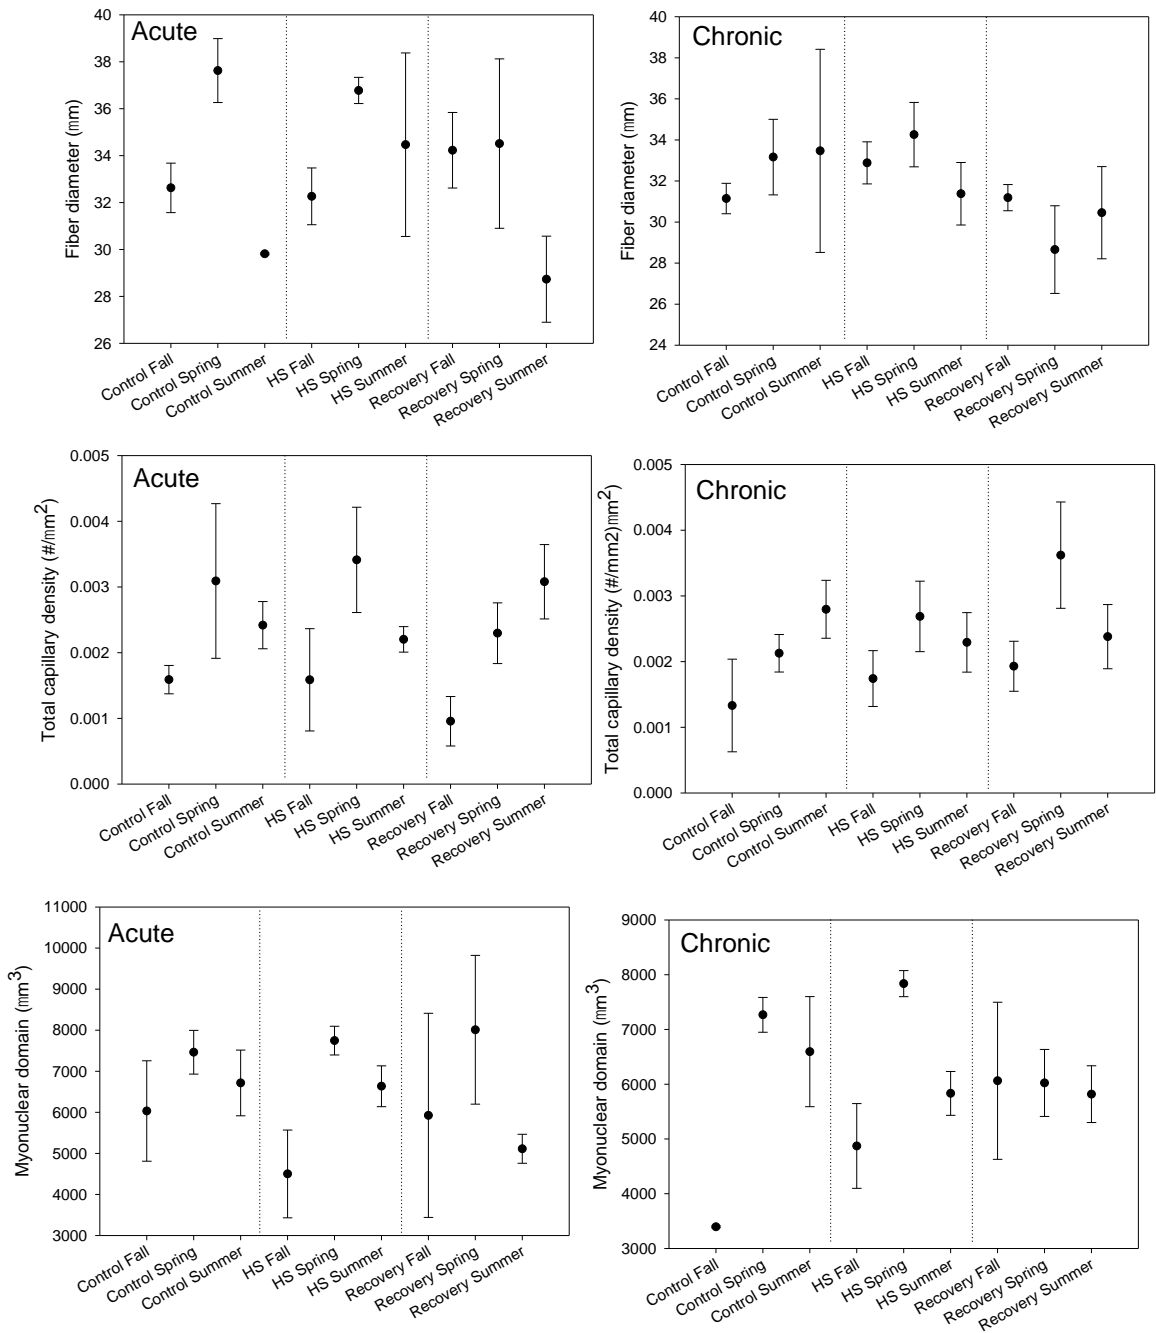 Acute
Fiber diameter (mm)
40
38
36
34
32
30
28
26
Control Fall
Control Spring
Control Summer
HS Fall
HS Spring
HS Summer
Recovery Fall
Recovery Spring
Recovery Summer
Chronic
Fiber diameter (mm)
40
38
36
34
32
30
28
26
24
Control Fall
Control Spring
Control Summer
HS Fall
HS Spring
HS Summer
Recovery Fall
Recovery Spring
Recovery Summer
Acute
Total capillary density (#/mm2)
0.005
0.004
0.003
0.002
0.001
0.000
Control Fall
Control Spring
Control Summer
HS Fall
HS Spring
HS Summer
Recovery Fall
Recovery Spring
Recovery Summer
Chronic
Total capillary density (#/mm2)mm2)
0.005
0.004
0.003
0.002
0.001
0.000
Control Fall
Control Spring
Control Summer
HS Fall
HS Spring
HS Summer
Recovery Fall
Recovery Spring
Recovery Summer
Acute
Myonuclear domain (mm3)
11000
10000
9000
8000
7000
6000
5000
4000
3000
Control Fall
Control Spring
Control Summer
HS Fall
HS Spring
HS Summer
Recovery Fall
Recovery Spring
Recovery Summer
Chronic
Myonuclear domain (mm3)
9000
8000
7000
6000
5000
4000
3000
Control Fall
Control Spring
Control Summer
HS Fall
HS Spring
HS Summer
Recovery Fall
Recovery Spring
Recovery Summer